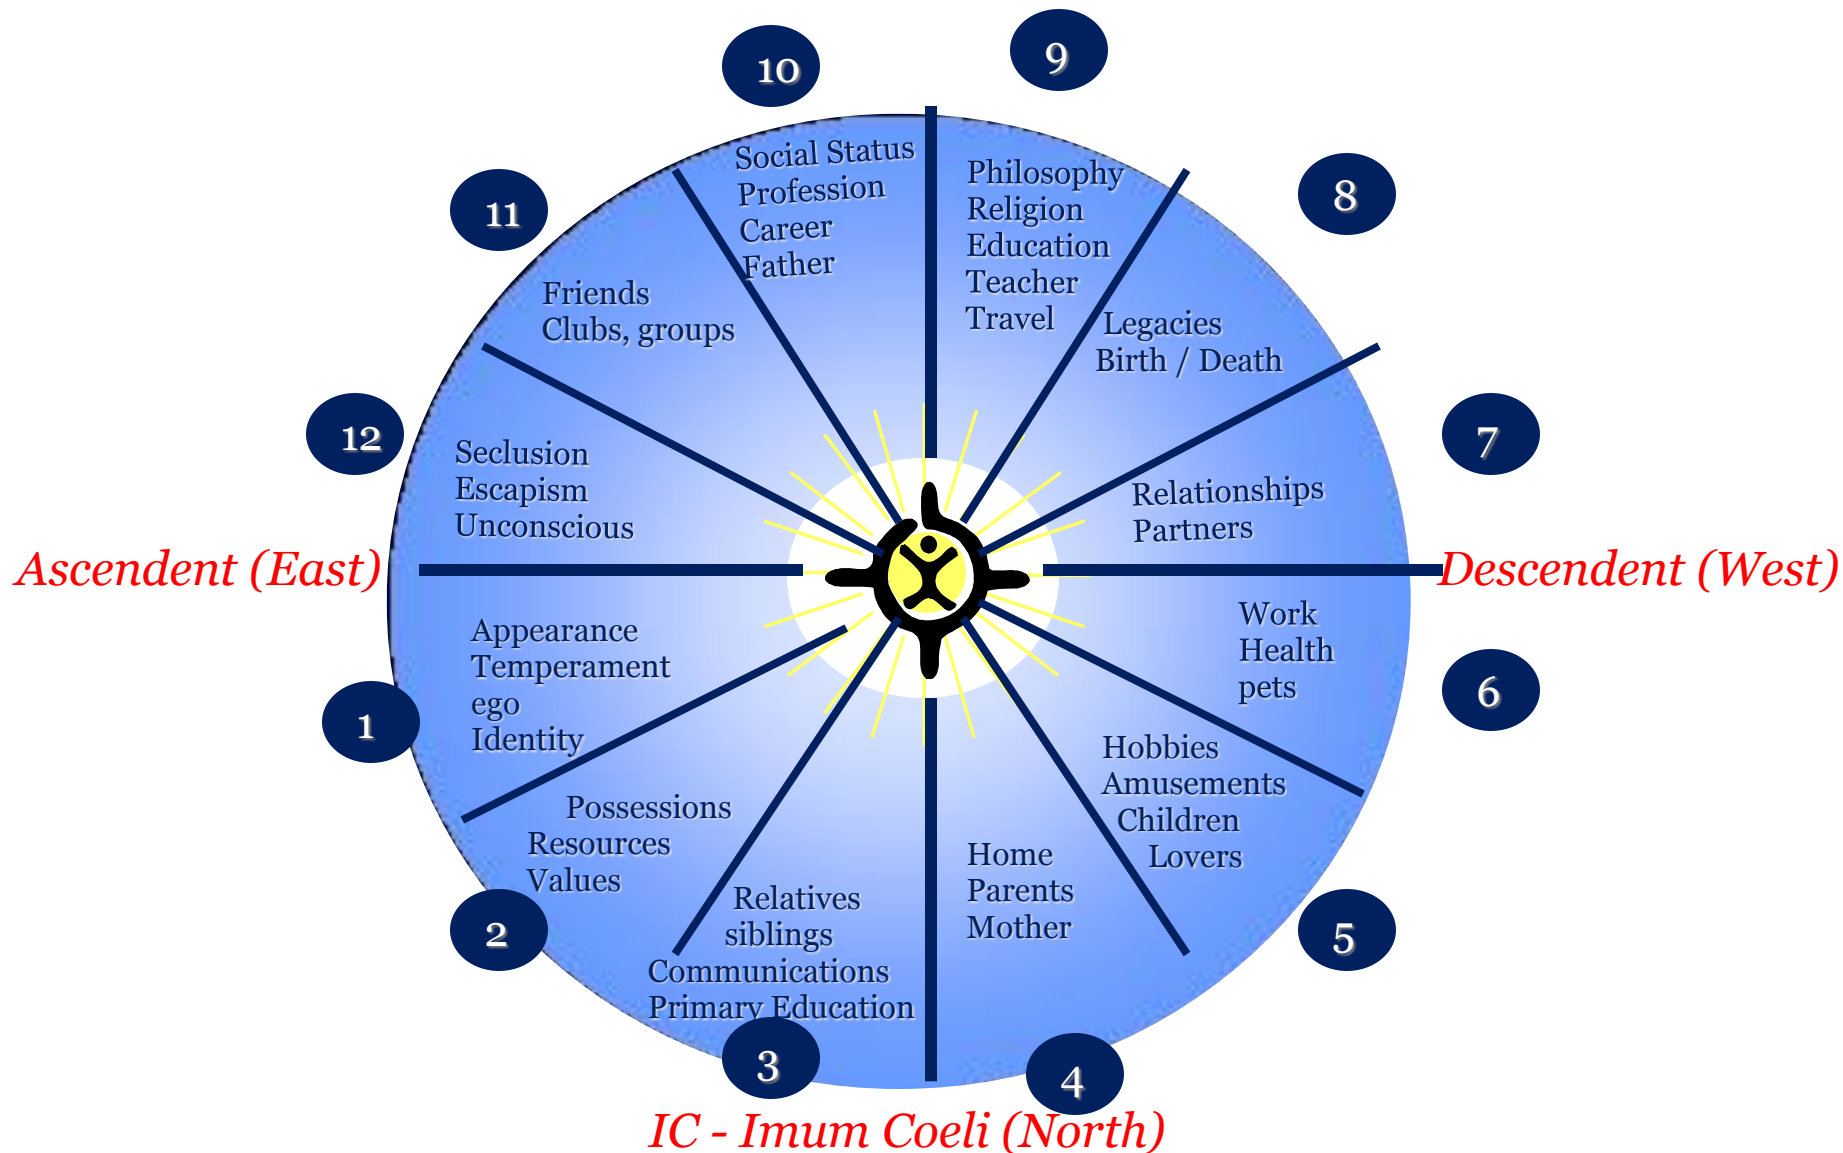 10
9
Social Status
Profession
Career
Father
Philosophy
Religion
Education
Teacher
Travel
11
8
Friends
Clubs, groups
Legacies
Birth / Death
12
7
Seclusion
Escapism
Unconscious
Relationships
Partners
Ascendent (East)
Descendent (West)
Appearance
Temperament
ego
Identity
Work
Health
pets
1
6
Possessions
Resources
Values
Hobbies
Amusements
Children
Lovers
2
5
Relatives
siblings
Communications
Primary Education
Home
Parents
Mother
3
4
IC - Imum Coeli (North)